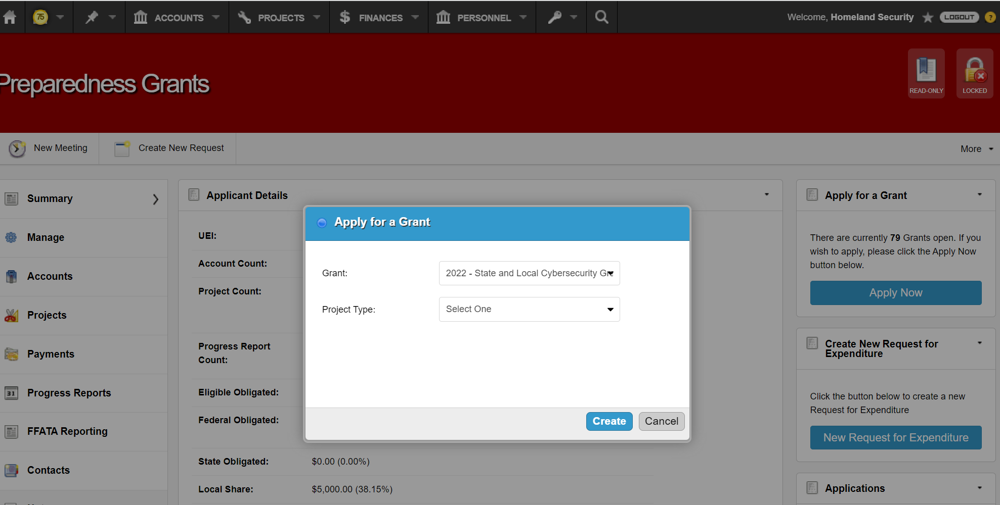 75
ACCOUNTS
PROJECTS
FINANCES
PERSONNEL
Welcome, Homeland Security
LOGOUT
?
Preparedness Grants
READ-ONLY
LOCKED
New Meeting
Create New Request
More
Summary
Manage
Accounts
Projects
Payments
31
Progress Reports
FFATA Reporting
Contacts
Applicant Details
UEI:
Account Count:
Project Count:
Progress Report
Count:
Eligible Obligated:
Federal Obligated:
State Obligated:
$0.00 (0.00%)
Local Share:
$5,000.00 (38.15%)
Apply for a Grant
Grant:
2022 - State and Local Cybersecurity Gr
Project Type:
Select One
Create
Cancel
Apply for a Grant
There are currently 79 Grants open. If you
wish to apply, please click the Apply Now
button below.
Apply Now
Create New Request for
Expenditure
Click the button below to create a new
Request for Expenditure
New Request for Expenditure
Applications